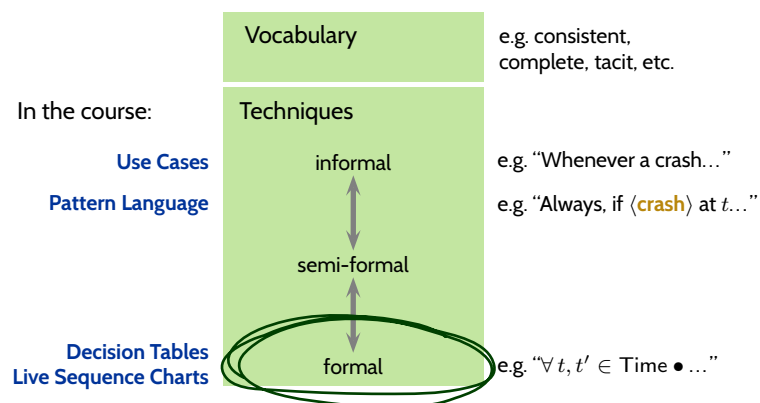 Vocabulary
e.g. consistent,
complete, tacit, etc.
In the course:
Techniques
Use Cases
informal
e.g. “Whenever a crash…”
Pattern Language
e.g. “Always, if ⟨crash⟩ at t…”
semi-formal
Decision Tables
Live Sequence Charts
formal
e.g. “∀ t, t′ ∈ Time • …”